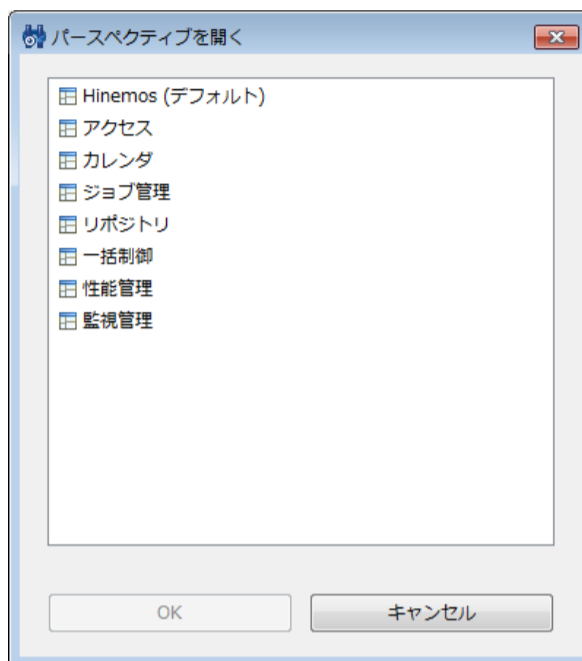 パースペクティブを開く
Hinemos (デフォルト)
アクセス
カレンダ
ジョブ管理
リポジトリ
一括制御
性能管理
監視管理
OK
キャンセル